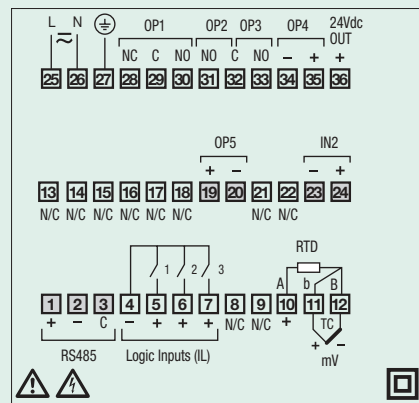 L N OP1 OP2 OP3 OP4 24Vdc
OUT
NC C NO NO C NO − + +
25 26 27 28 29 30 31 32 33 34 35 36
OP5 IN2
+ − − +
13 14 15 16 17 18 19 20 21 22 23 24
N/C N/C N/C N/C N/C N/C N/C N/C
RTD
1 2 3
A b B
1 2 3 4 5 6 7 8 9 10 11 12
+ − C − + + + N/C N/C + TC
+ −
RS485 Logic Inputs (IL) mV